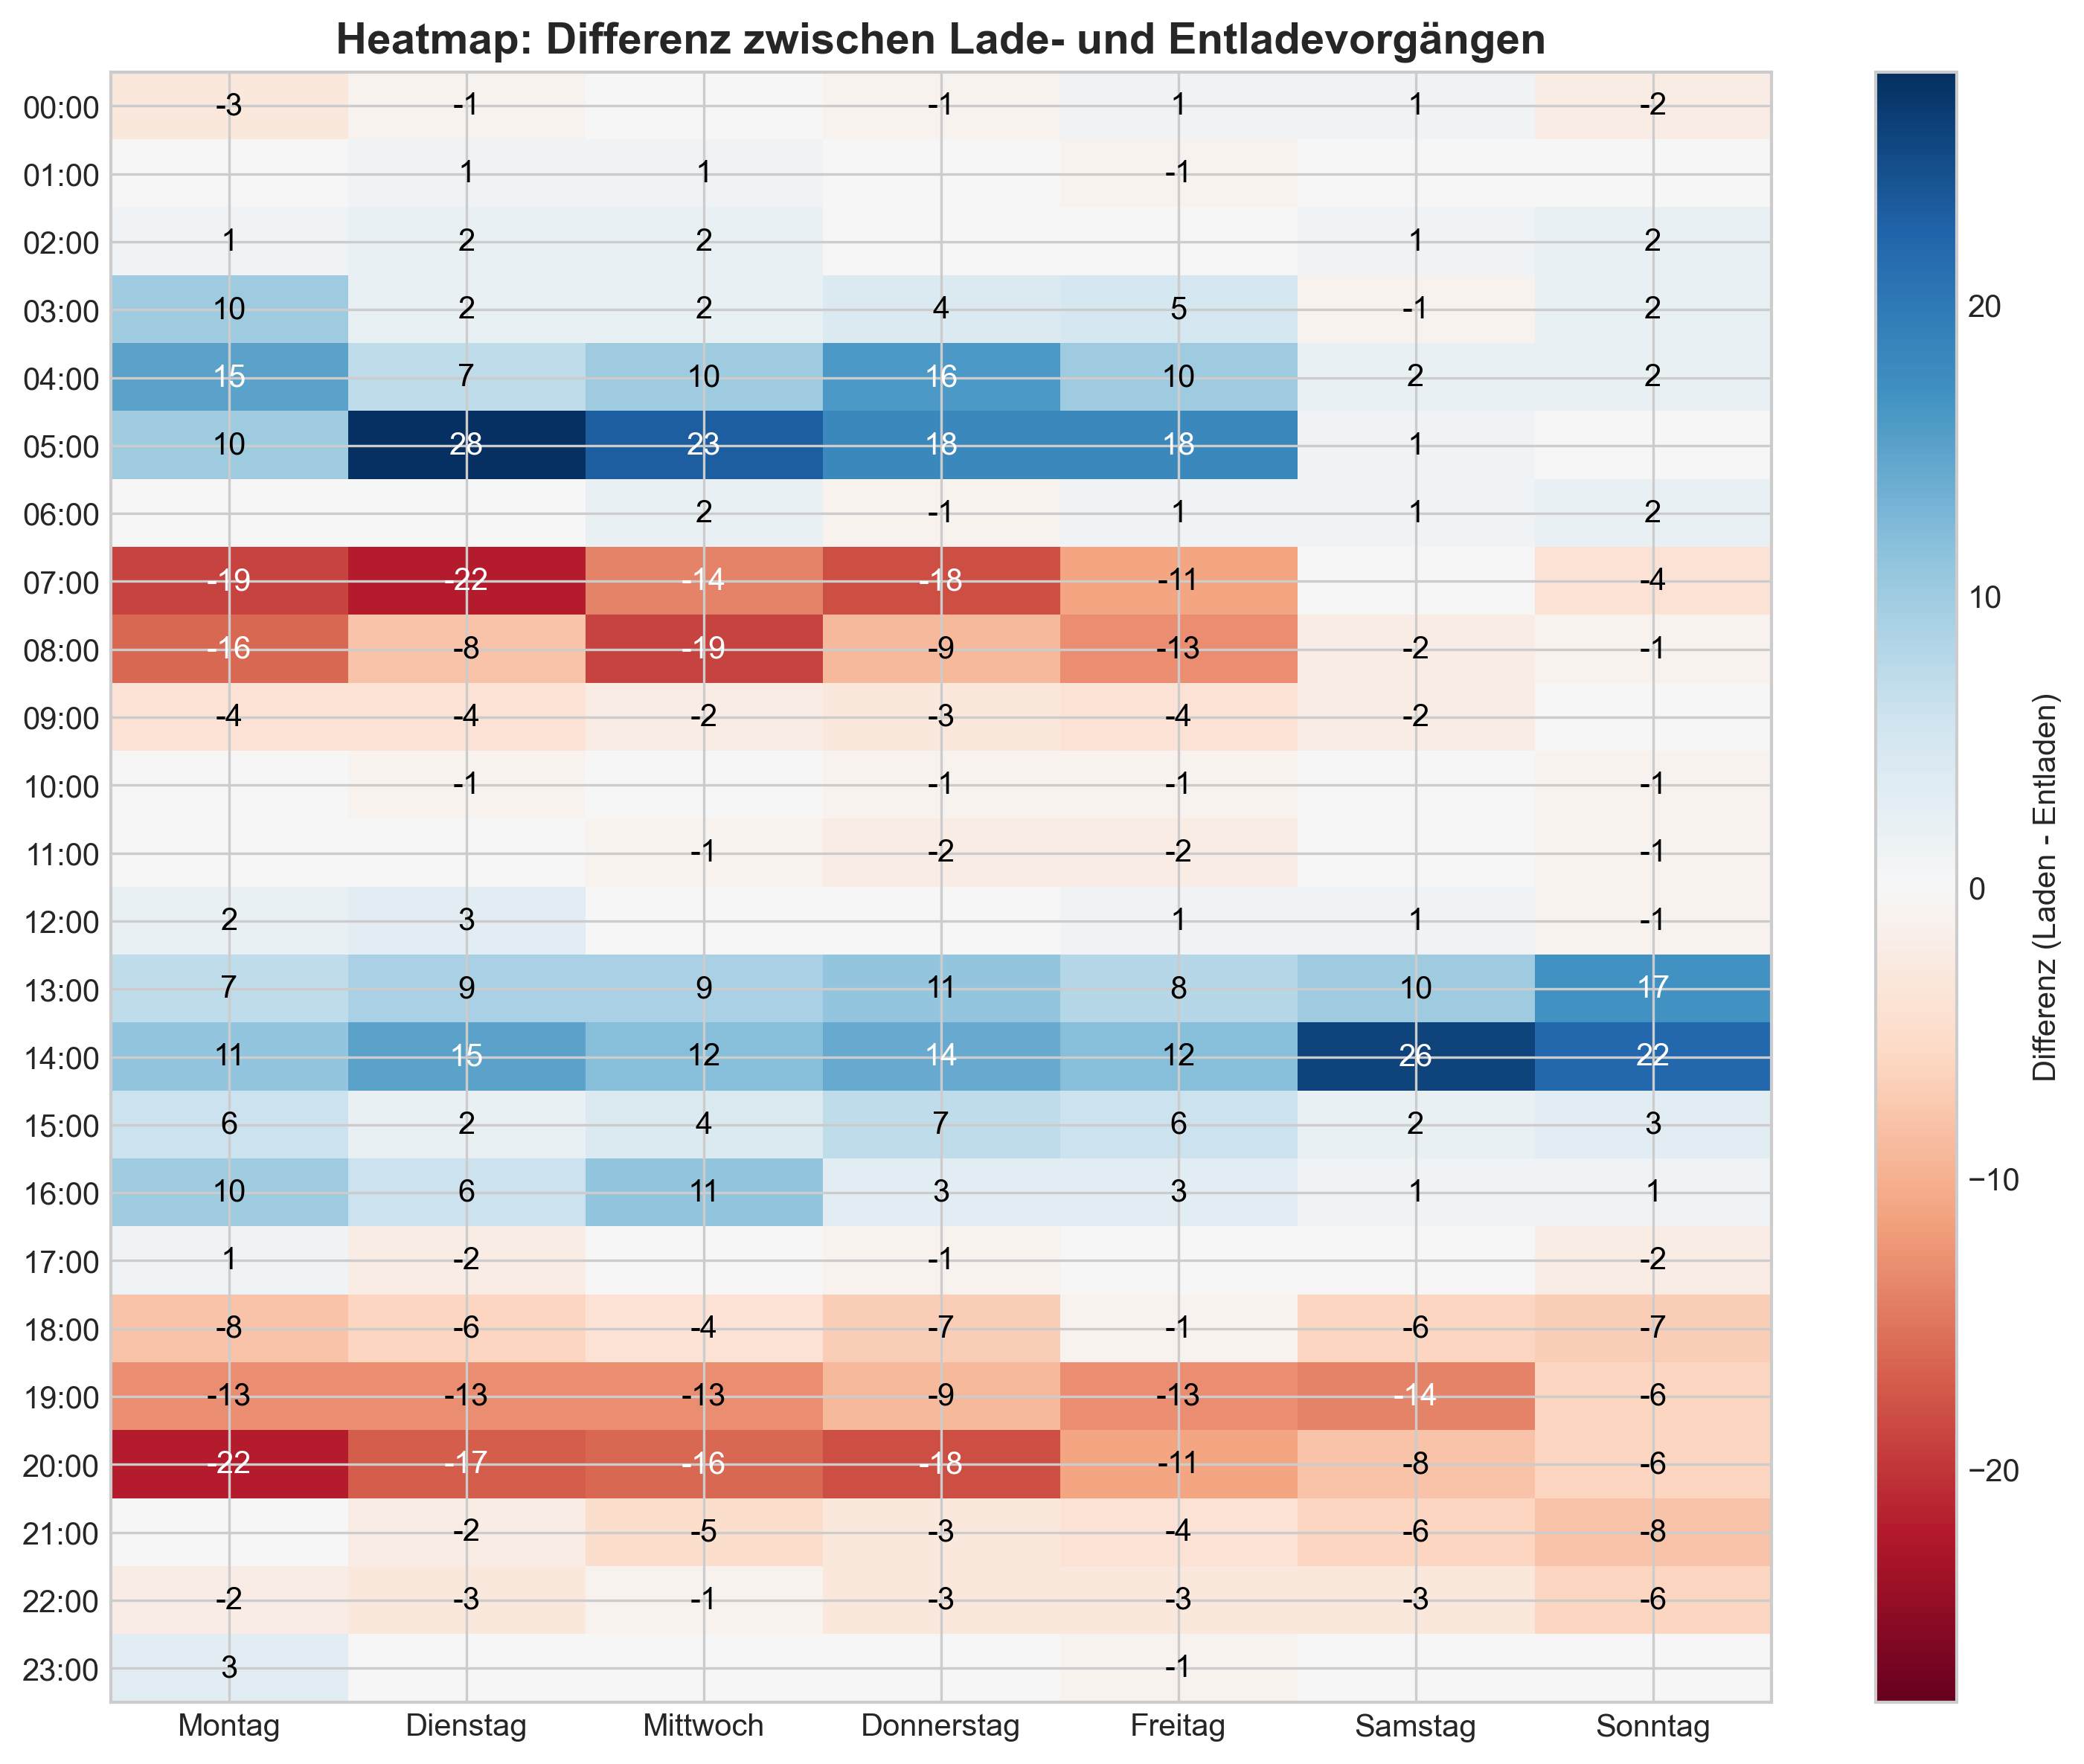 Heatmap: Differenz zwischen Lade- und Entladevorgängen
00:00 -3 -1 -1 1 1 -2
01:00 1 1 -1
02:00 1 2 2 1 2
03:00 10 2 2 4 5 -1 2
04:00 15 7 10 16 10 2 2
05:00 10 28 23 18 18 1
06:00 2 -1 1 1 2
07:00 -19 -22 -14 -18 -11 -4
08:00 -16 -8 -19 -9 -13 -2 -1
09:00 -4 -4 -2 -3 -4 -2
10:00 -1 -1 -1 -1
11:00 -1 -2 -2 -1
12:00 2 3 1 1 -1
13:00 7 9 9 11 8 10 17
14:00 11 15 12 14 12 26 22
15:00 6 2 4 7 6 2 3
16:00 10 6 11 3 3 1 1
17:00 1 -2 -1 -2
18:00 -8 -6 -4 -7 -1 -6 -7
19:00 -13 -13 -13 -9 -13 -14 -6
20:00 -22 -17 -16 -18 -11 -8 -6
21:00 -2 -5 -3 -4 -6 -8
22:00 -2 -3 -1 -3 -3 -3 -6
23:00 3 -1
Montag Dienstag Mittwoch Donnerstag Freitag Samstag Sonntag
20
10
0
−10
−20
Differenz (Laden - Entladen)